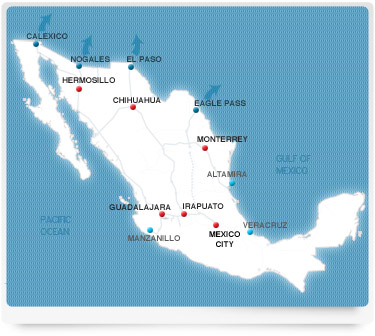 CALEXICO
NOGALES
EL PASO
HERMOSILLO
CHIHUAHUA
EAGLE PASS
MONTERREY
GULF OF
MEXICO
ALTAMIRA
GUADALAJARA
IRAPUATO
PACIFIC
OCEAN
MANZANILLO
MEXICO
CITY
VERACRUZ